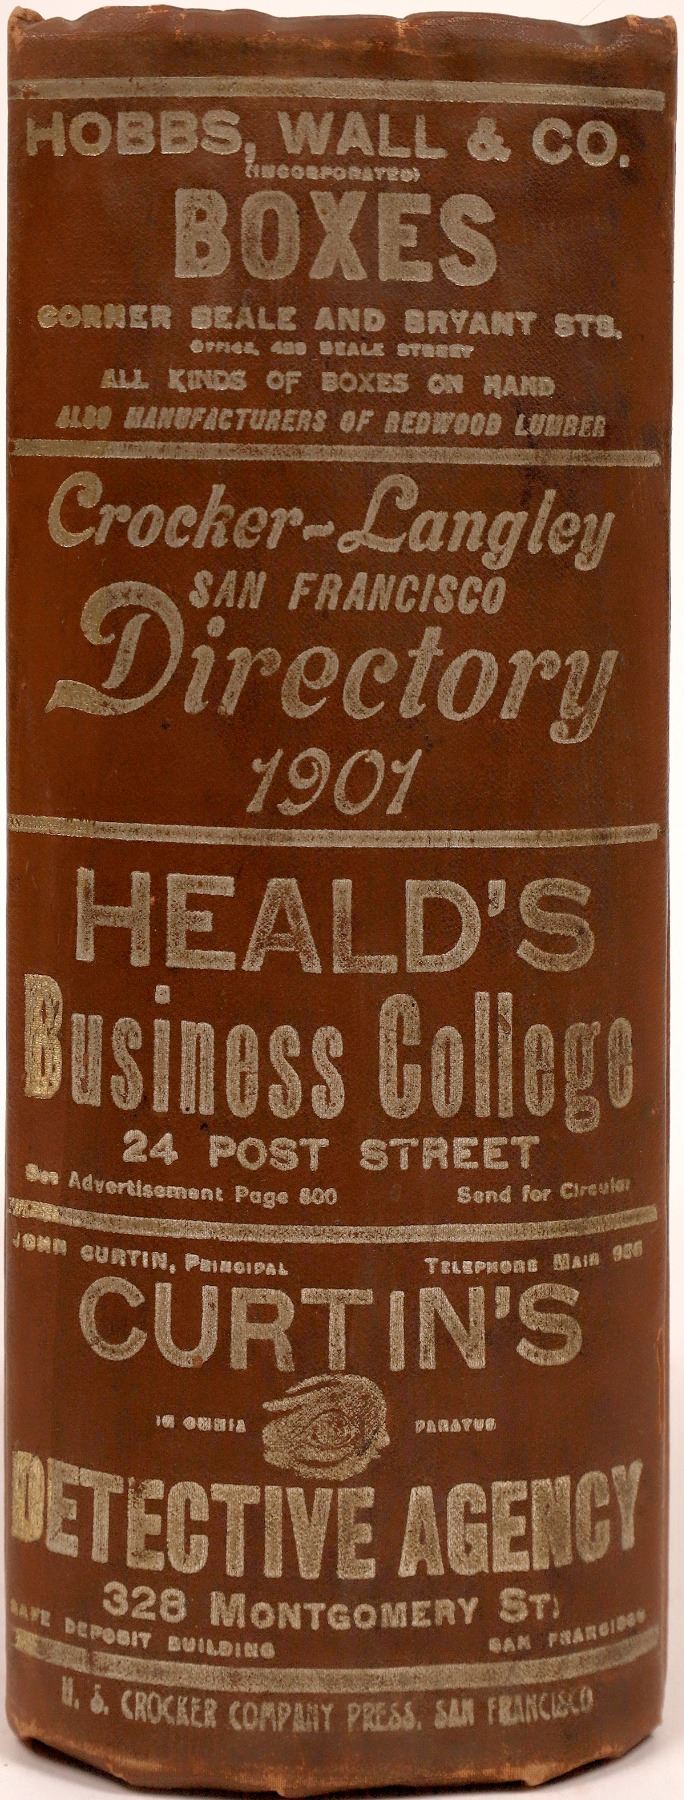 HOBBS, WALL & CO.
(INCORPORATED)
BOXES
CORNER BEALE AND BRYANT STS.
OFFICE, BEALE STREET
ALL KINDS OF BOXES ON HAND
ALSO MANUFACTURERS OF REDWOOD LUMBER
Crocker-Langley
SAN FRANCISCO
Directory
1901
HEALD'S
Business College
24 POST STREET
See Advertisement Page 800 Send for Circular
JOHN CURTIN, PRINCIPAL TELEPHONE MAIN
CURTIN'S
IN OMNIA PARATUS
DETECTIVE AGENCY
328 MONTGOMERY ST.
SAFE DEPOSIT BUILDING SAN FRANCISCO
H. S. CROCKER COMPANY PRESS, SAN FRANCISCO